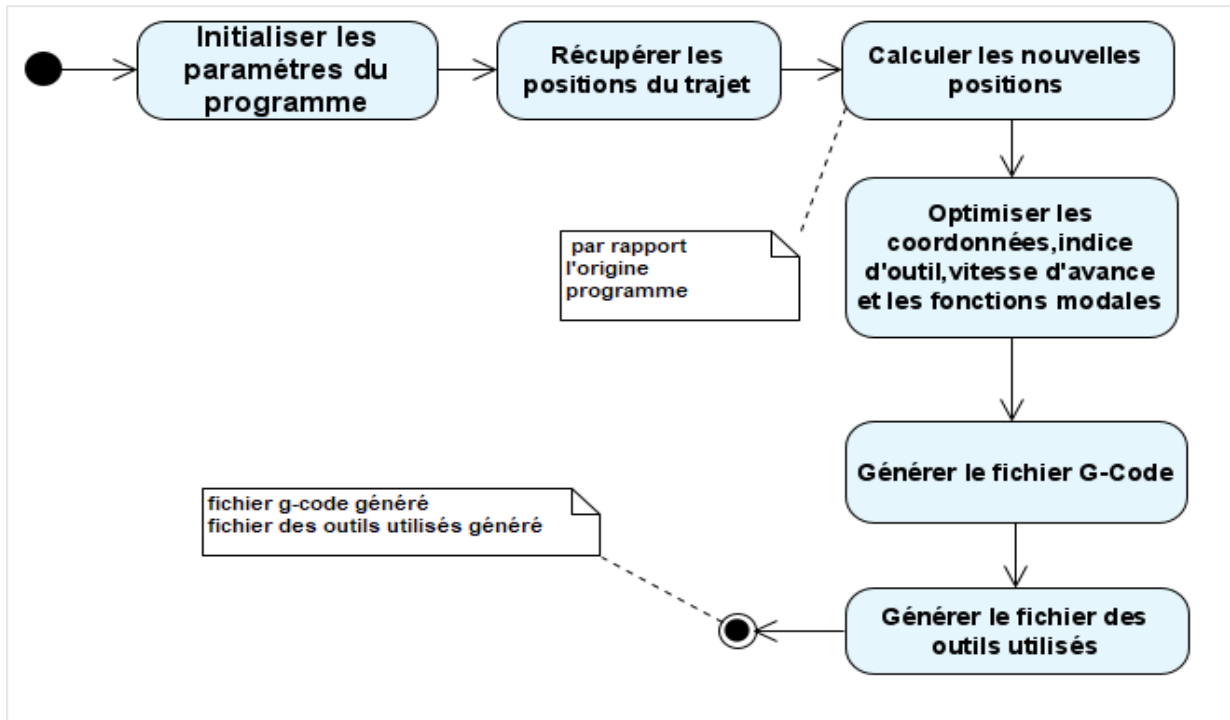 Initialiser les
paramétres du
programme
Récupérer les
positions du trajet
Calculer les nouvelles
positions
par rapport
l'origine
programme
Optimiser les
coordonnées,indice
d'outil,vitesse d'avance
et les fonctions modales
Générer le fichier G-Code
fichier g-code généré
fichier des outils utilisés généré
Générer le fichier des
outils utilisés